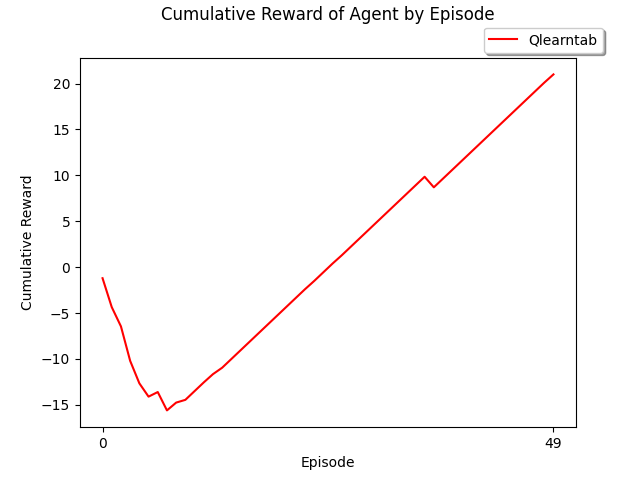 Cumulative Reward of Agent by Episode
Qlearntab
20
15
10
5
0
−5
−10
−15
Cumulative Reward
0
49
Episode